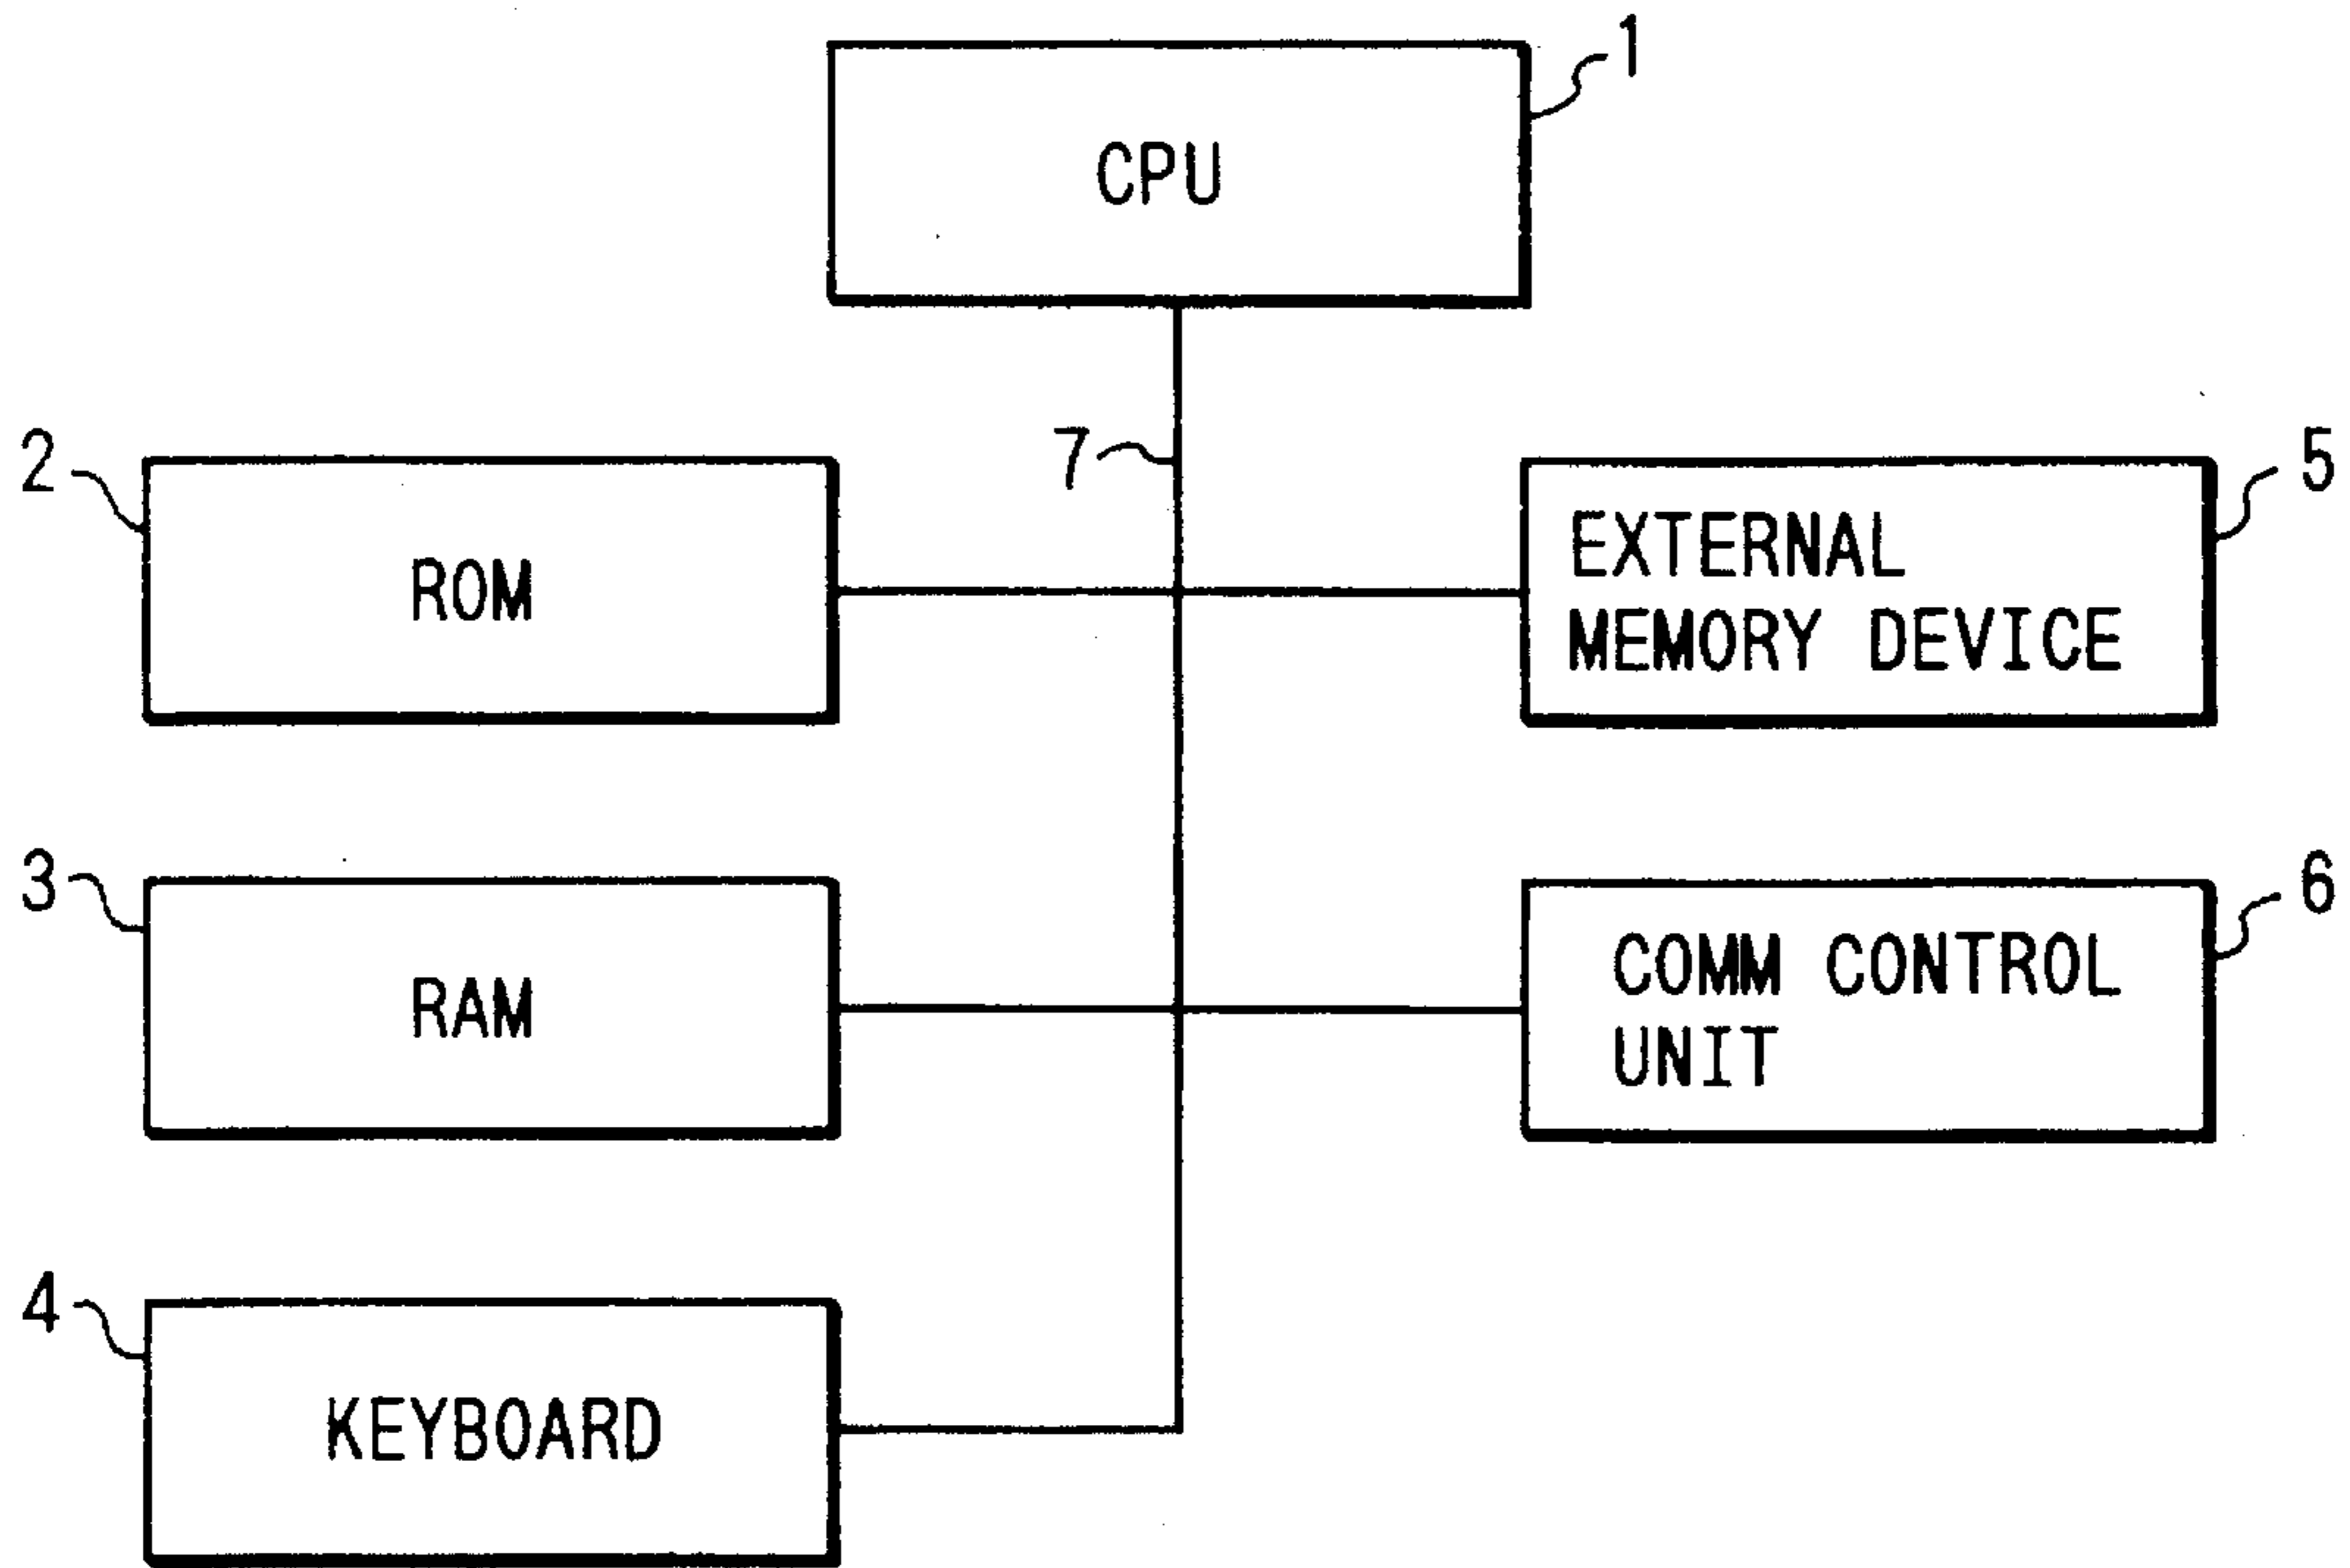 1
CPU
2
7
5
ROM
EXTERNAL
MEMORY DEVICE
3
6
RAM
COMM CONTROL
UNIT
4
KEYBOARD